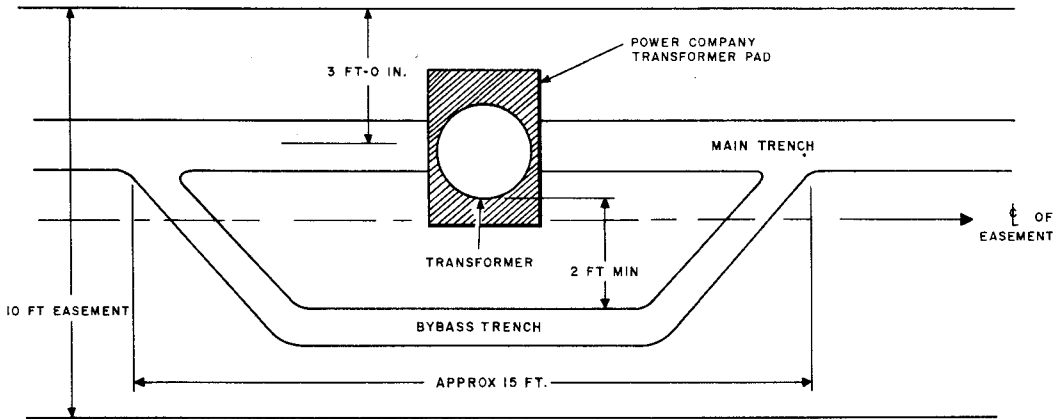 POWER COMPANY
TRANSFORMER PAD
3 FT-0 IN.
MAIN TRENCH
℄ OF
EASEMENT
TRANSFORMER
2 FT MIN
10 FT EASEMENT
BYBASS TRENCH
APPROX 15 FT.